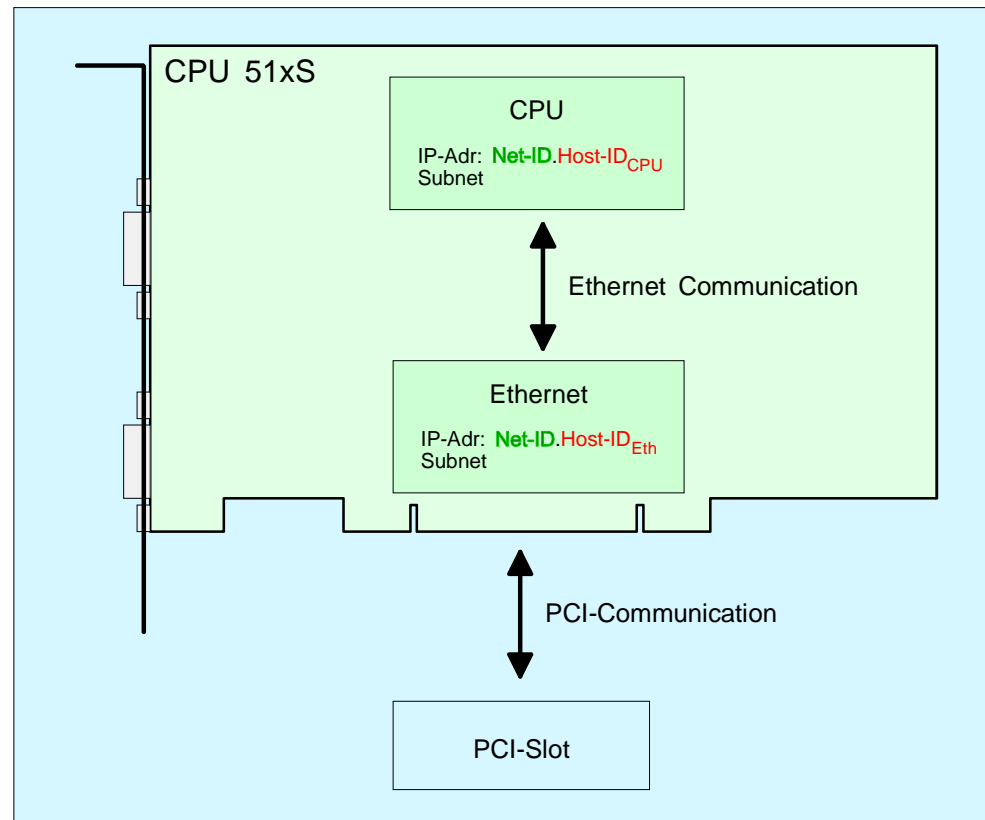 CPU 51xS
CPU
IP-Adr: Net-ID.Host-IDCPU
Subnet
Ethernet Communication
Ethernet
IP-Adr: Net-ID.Host-IDEth
Subnet
PCI-Communication
PCI-Slot